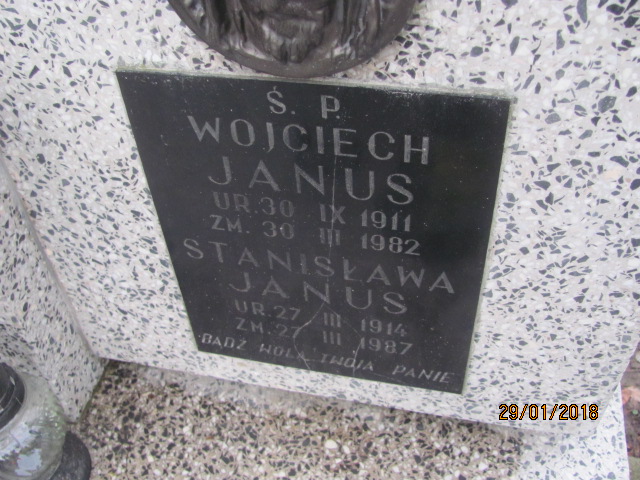 Ś. P.
WOJCIECH
JANUS
UR. 30 IX 1911
ZM. 30 III 1982
STANISŁAWA
JANUS
UR. 27 III 1914
ZM. 27 III 1987
BĄDŹ WOLA TWOJA PANIE
29/01/2018